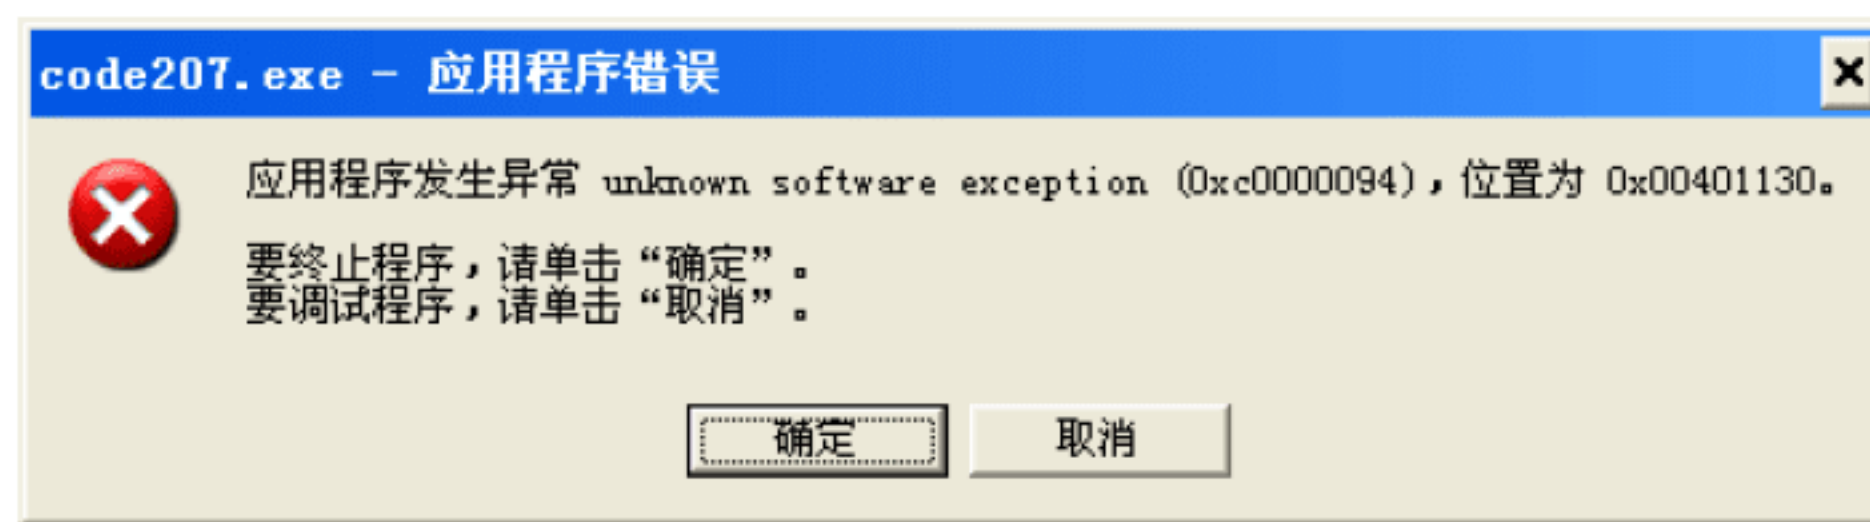 code207.exe - 应用程序错误
应用程序发生异常 unknown software exception (0xc0000094)，位置为 0x00401130。
要终止程序，请单击“确定”。
要调试程序，请单击“取消”。
确定
取消